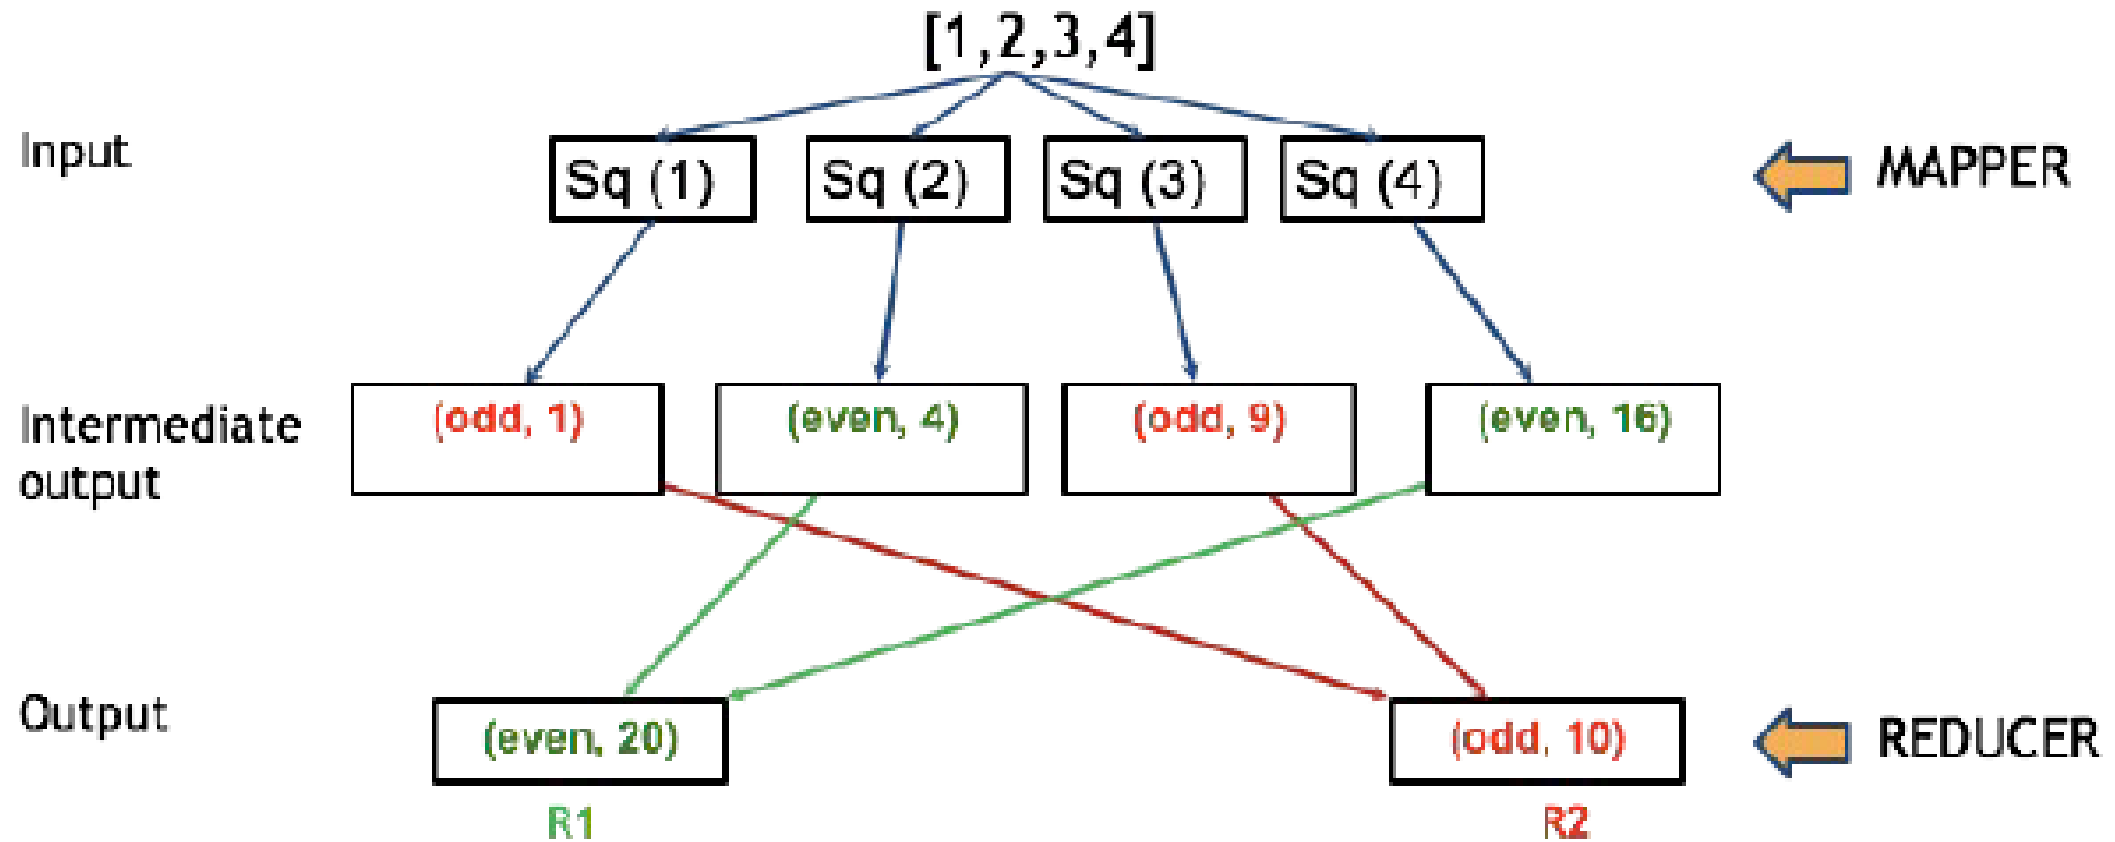 [1,2,3,4]
Input
Sq (1)
Sq (2)
Sq (3)
Sq (4)
MAPPER
Intermediate
output
(odd, 1)
(even, 4)
(odd, 9)
(even, 16)
Output
(even, 20)
(odd, 10)
REDUCER
R1
R2